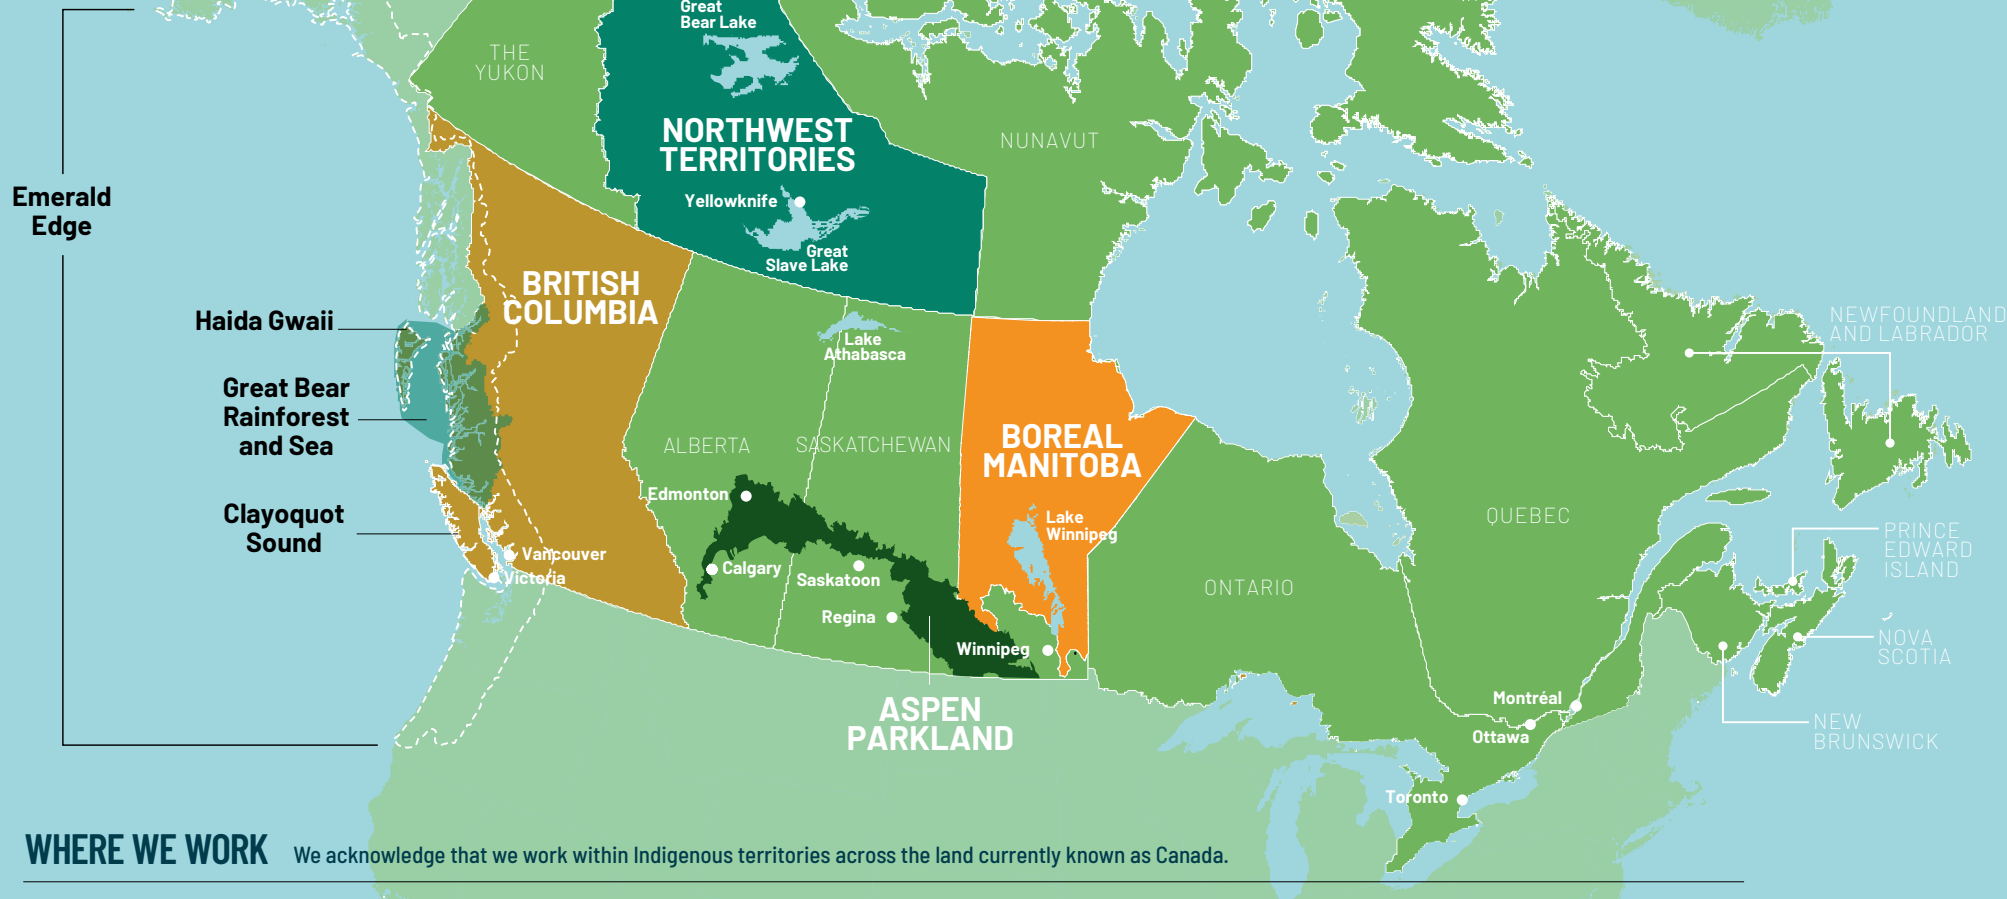 Great
Bear Lake
THE
YUKON
NORTHWEST
TERRITORIES
NUNAVUT
Yellowknife
Great
Slave Lake
Emerald
Edge
BRITISH
COLUMBIA
Haida Gwaii
NEWFOUNDLAND
AND LABRADOR
Lake
Athabasca
Great Bear
Rainforest
and Sea
ALBERTA
SASKATCHEWAN
BOREAL
MANITOBA
Edmonton
Lake
Winnipeg
QUEBEC
Clayoquot
Sound
PRINCE
EDWARD
ISLAND
Vancouver
Victoria
Calgary
Saskatoon
ONTARIO
Regina
Winnipeg
NOVA
SCOTIA
ASPEN
PARKLAND
Montréal
Ottawa
NEW
BRUNSWICK
Toronto
WHERE WE WORK
We acknowledge that we work within Indigenous territories across the land currently known as Canada.